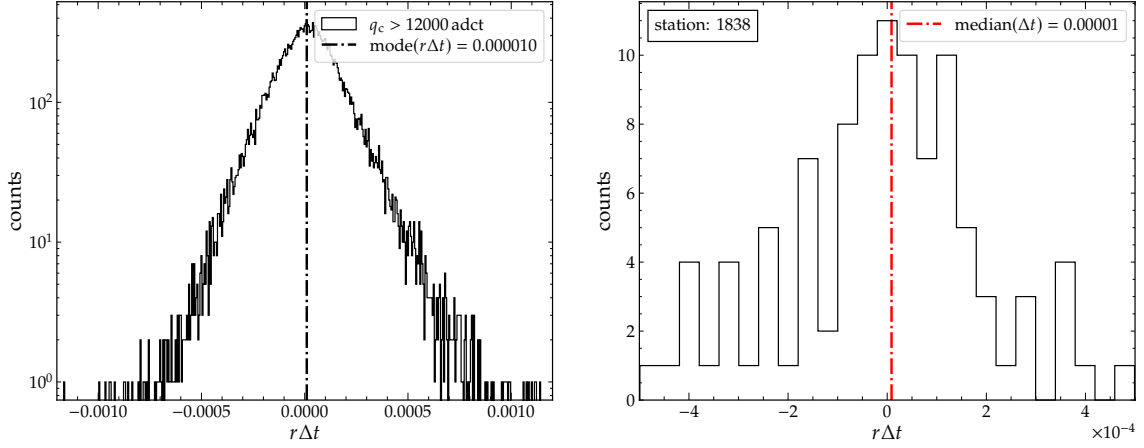 q_c > 12000 adct
mode(rΔt) = 0.000010
counts
10^2
10^1
10^0
−0.0010
−0.0005
0.0000
0.0005
0.0010
rΔt
station: 1838
median(Δt) = 0.00001
counts
10
8
6
4
2
0
−4
−2
0
2
4
×10^−4
rΔt